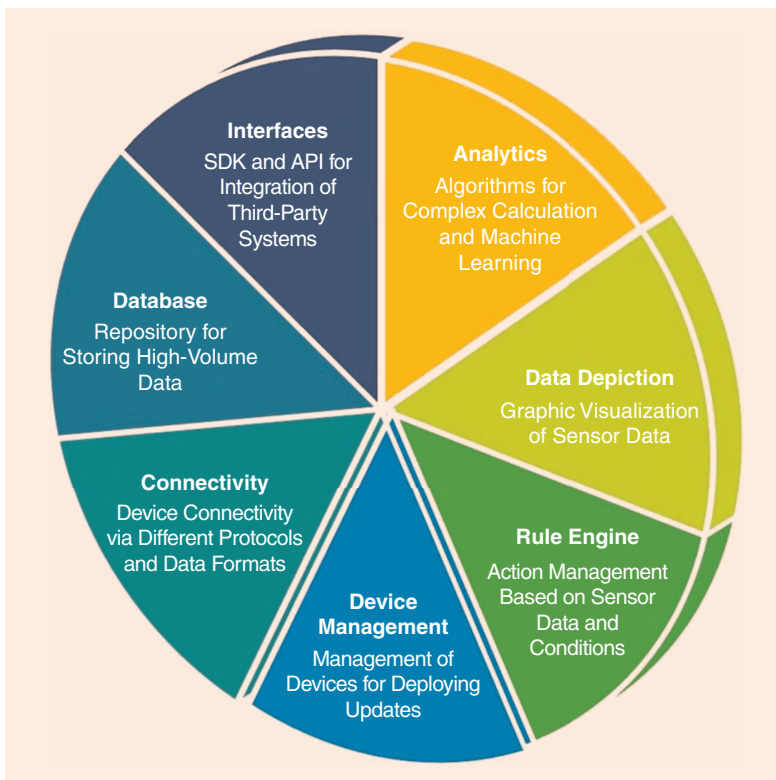 Interfaces
SDK and API for
Integration of
Third-Party
Systems
Analytics
Algorithms for
Complex Calculation
and Machine
Learning
Data Depiction
Graphic Visualization
of Sensor Data
Rule Engine
Action Management
Based on Sensor
Data and
Conditions
Device
Management
Management of
Devices for Deploying
Updates
Connectivity
Device Connectivity
via Different Protocols
and Data Formats
Database
Repository for
Storing High-Volume
Data